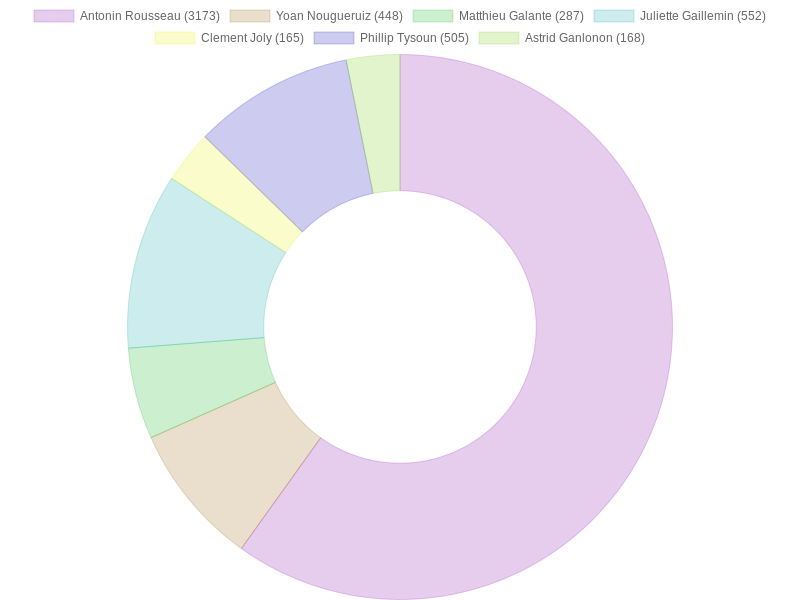 Antonin Rousseau (3173) Yoan Nougueruiz (448) Matthieu Galante (287) Juliette Gaillemin (552)
Clement Joly (165) Phillip Tysoun (505) Astrid Ganlonon (168)